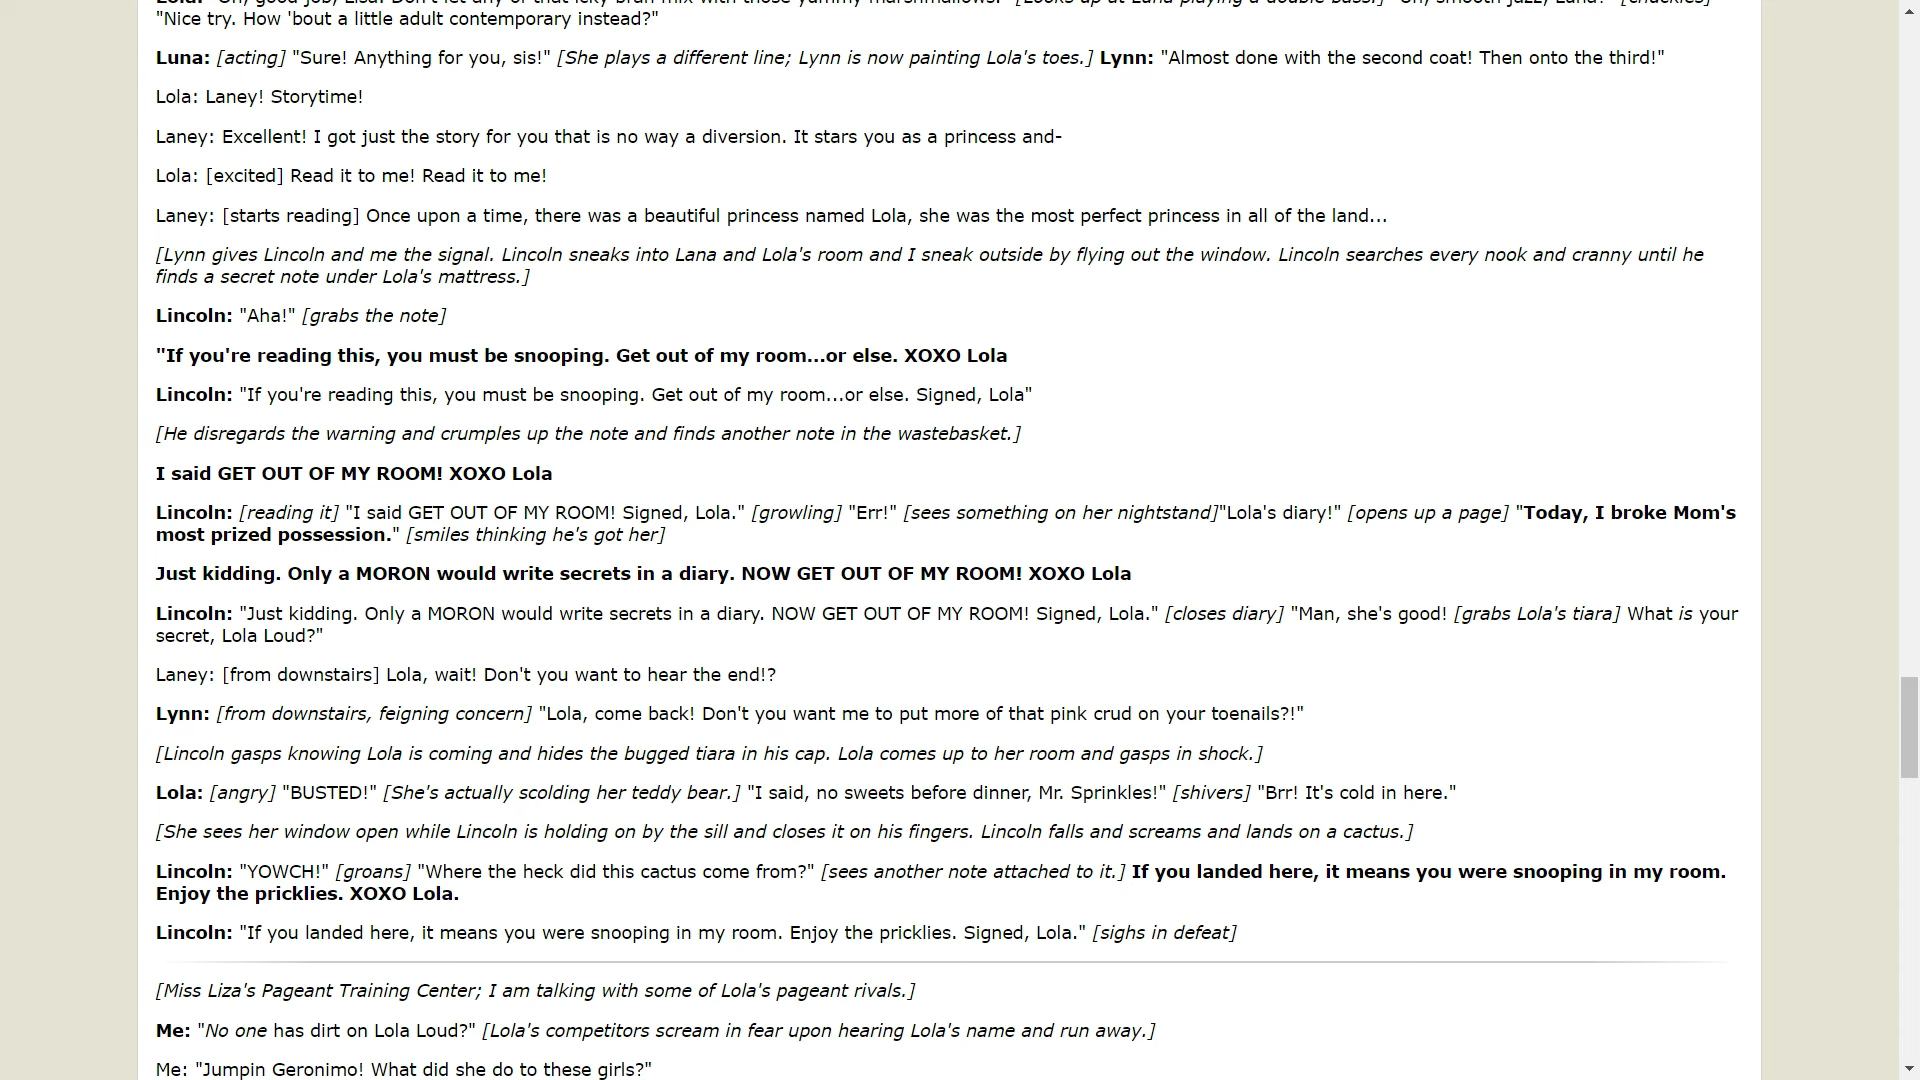 "Nice try. How 'bout a little adult contemporary instead?"
Luna: [acting] "Sure! Anything for you, sis!" [She plays a different line; Lynn is now painting Lola's toes.] Lynn: "Almost done with the second coat! Then onto the third!"
Lola: Laney! Storytime!
Laney: Excellent! I got just the story for you that is no way a diversion. It stars you as a princess and-
Lola: [excited] Read it to me! Read it to me!
Laney: [starts reading] Once upon a time, there was a beautiful princess named Lola, she was the most perfect princess in all of the land...
[Lynn gives Lincoln and me the signal. Lincoln sneaks into Lana and Lola's room and I sneak outside by flying out the window. Lincoln searches every nook and cranny until he
finds a secret note under Lola's mattress.]
Lincoln: "Aha!" [grabs the note]
"If you're reading this, you must be snooping. Get out of my room...or else. XOXO Lola
Lincoln: "If you're reading this, you must be snooping. Get out of my room...or else. Signed, Lola"
[He disregards the warning and crumples up the note and finds another note in the wastebasket.]
I said GET OUT OF MY ROOM! XOXO Lola
Lincoln: [reading it] "I said GET OUT OF MY ROOM! Signed, Lola." [growling] "Err!" [sees something on her nightstand]"Lola's diary!" [opens up a page] "Today, I broke Mom's
most prized possession." [smiles thinking he's got her]
Just kidding. Only a MORON would write secrets in a diary. NOW GET OUT OF MY ROOM! XOXO Lola
Lincoln: "Just kidding. Only a MORON would write secrets in a diary. NOW GET OUT OF MY ROOM! Signed, Lola." [closes diary] "Man, she's good! [grabs Lola's tiara] What is your
secret, Lola Loud?"
Laney: [from downstairs] Lola, wait! Don't you want to hear the end!?
Lynn: [from downstairs, feigning concern] "Lola, come back! Don't you want me to put more of that pink crud on your toenails?!"
[Lincoln gasps knowing Lola is coming and hides the bugged tiara in his cap. Lola comes up to her room and gasps in shock.]
Lola: [angry] "BUSTED!" [She's actually scolding her teddy bear.] "I said, no sweets before dinner, Mr. Sprinkles!" [shivers] "Brr! It's cold in here."
[She sees her window open while Lincoln is holding on by the sill and closes it on his fingers. Lincoln falls and screams and lands on a cactus.]
Lincoln: "YOWCH!" [groans] "Where the heck did this cactus come from?" [sees another note attached to it.] If you landed here, it means you were snooping in my room.
Enjoy the pricklies. XOXO Lola.
Lincoln: "If you landed here, it means you were snooping in my room. Enjoy the pricklies. Signed, Lola." [sighs in defeat]
[Miss Liza's Pageant Training Center; I am talking with some of Lola's pageant rivals.]
Me: "No one has dirt on Lola Loud?" [Lola's competitors scream in fear upon hearing Lola's name and run away.]
Me: "Jumpin Geronimo! What did she do to these girls?"